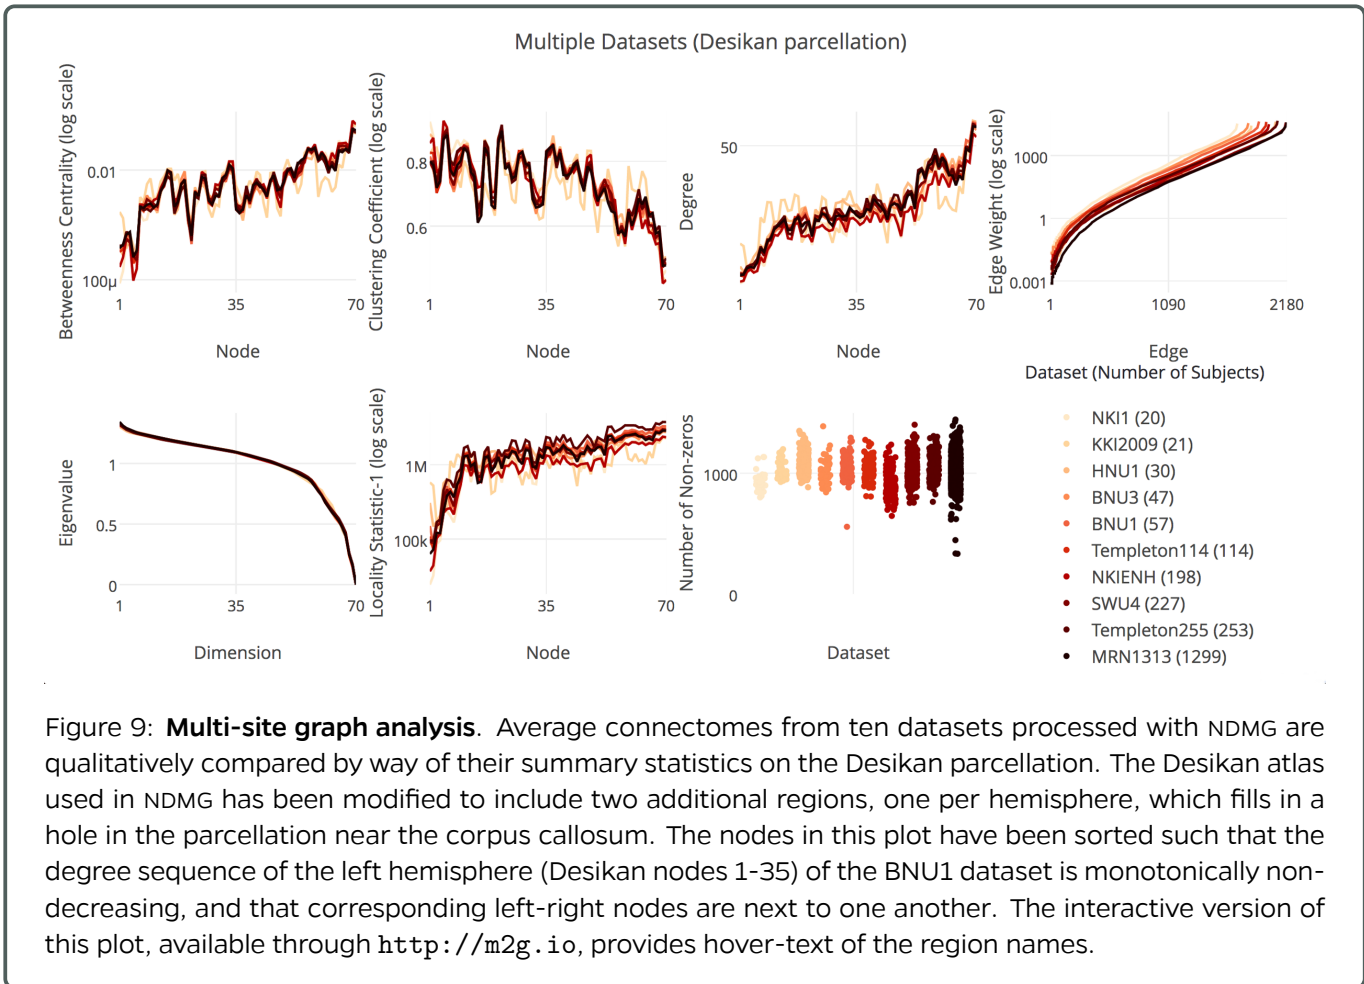 Multiple Datasets (Desikan parcellation)
Betweenness Centrality (log scale)
0.01
100µ
1
35
70
Node
Clustering Coefficient (log scale)
0.8
0.6
1
35
70
Node
Degree
50
1
35
70
Node
Edge Weight (log scale)
1000
1
0.001
1
1090
2180
Edge
Eigenvalue
1
0.5
0
1
35
70
Dimension
Locality Statistic-1 (log scale)
1M
100k
1
35
70
Node
Number of Non-zeros
1000
0
Dataset
Dataset (Number of Subjects)
NKI1 (20)
KKI2009 (21)
HNU1 (30)
BNU3 (47)
BNU1 (57)
Templeton114 (114)
NKIENH (198)
SWU4 (227)
Templeton255 (253)
MRN1313 (1299)
Figure 9: Multi-site graph analysis. Average connectomes from ten datasets processed with NDMG are
qualitatively compared by way of their summary statistics on the Desikan parcellation. The Desikan atlas
used in NDMG has been modified to include two additional regions, one per hemisphere, which fills in a
hole in the parcellation near the corpus callosum. The nodes in this plot have been sorted such that the
degree sequence of the left hemisphere (Desikan nodes 1-35) of the BNU1 dataset is monotonically non-
decreasing, and that corresponding left-right nodes are next to one another. The interactive version of
this plot, available through http://m2g.io, provides hover-text of the region names.